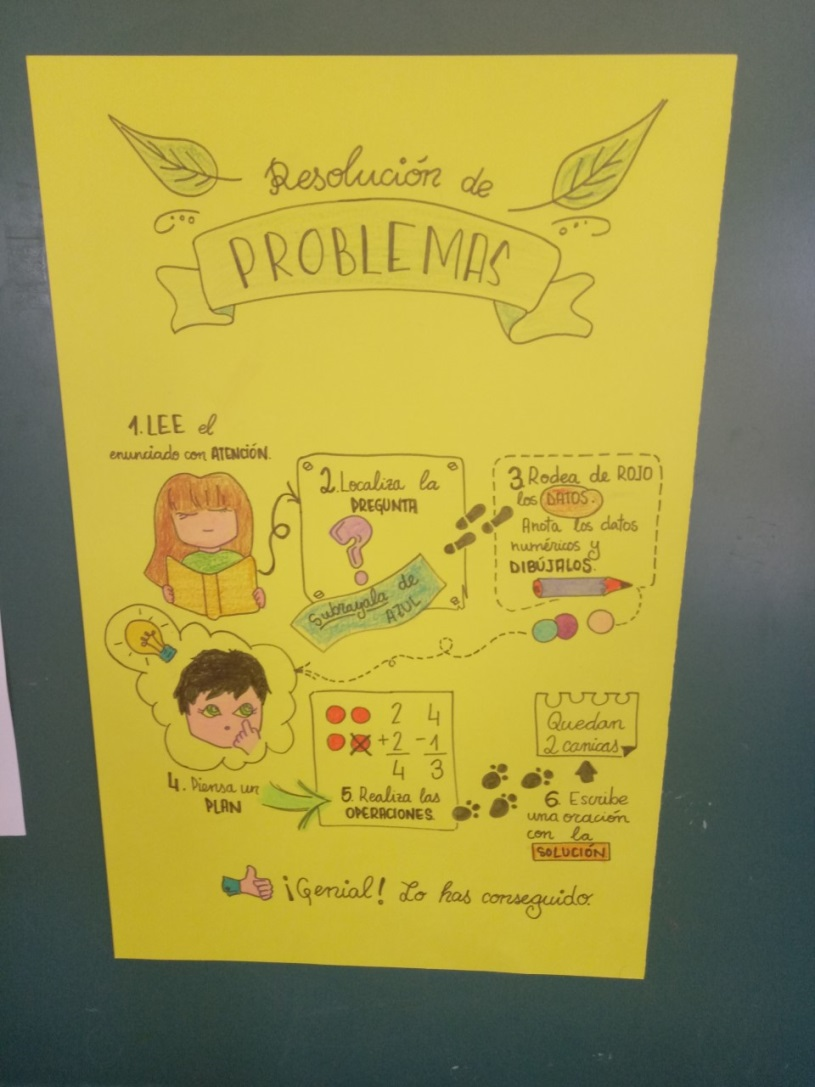 Resolución de
PROBLEMAS
1. LEE el
enunciado con ATENCIÓN.
2. Localiza la
PREGUNTA
?
Subrayala de
AZUL
3. Rodea de ROJO
los DATOS.
Anota los datos
numéricos y
DIBÚJALOS.
4. Piensa un
PLAN
2 4
+2 -1
4 3
5. Realiza las
OPERACIONES.
Quedan
2 canicas
6. Escribe
una oración
con la
SOLUCIÓN
¡Genial! Lo has conseguido.